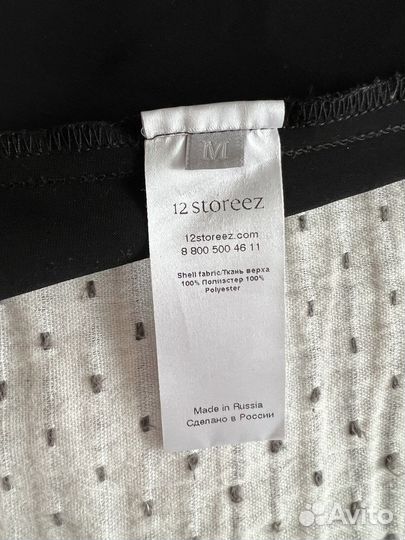 M
12 storeez
12storeez.com
8 800 500 46 11
Shell fabric/Ткань верха
100% Полиэстер 100%
Polyester
Made in Russia
Сделано в России
Avito